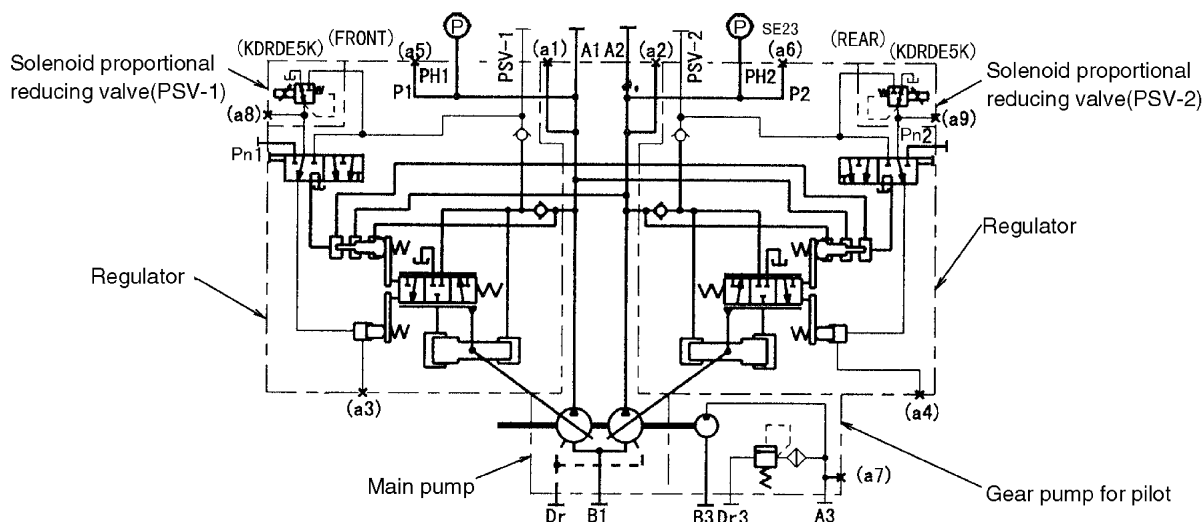 P
P
SE23
PSV-1
(a1)
A1 A2
(a2)
PSV-2
(KDRDE5K)
(FRONT)
(a5)
PH1
P1
(a6)
PH2
P2
(REAR)
(KDRDE5K)
Solenoid proportional
reducing valve(PSV-1)
Solenoid proportional
reducing valve(PSV-2)
(a8)
(a9)
Pn1
Pn2
Regulator
Regulator
(a3)
(a4)
Main pump
(a7)
Gear pump for pilot
Dr
B1
B3
Dr3
A3